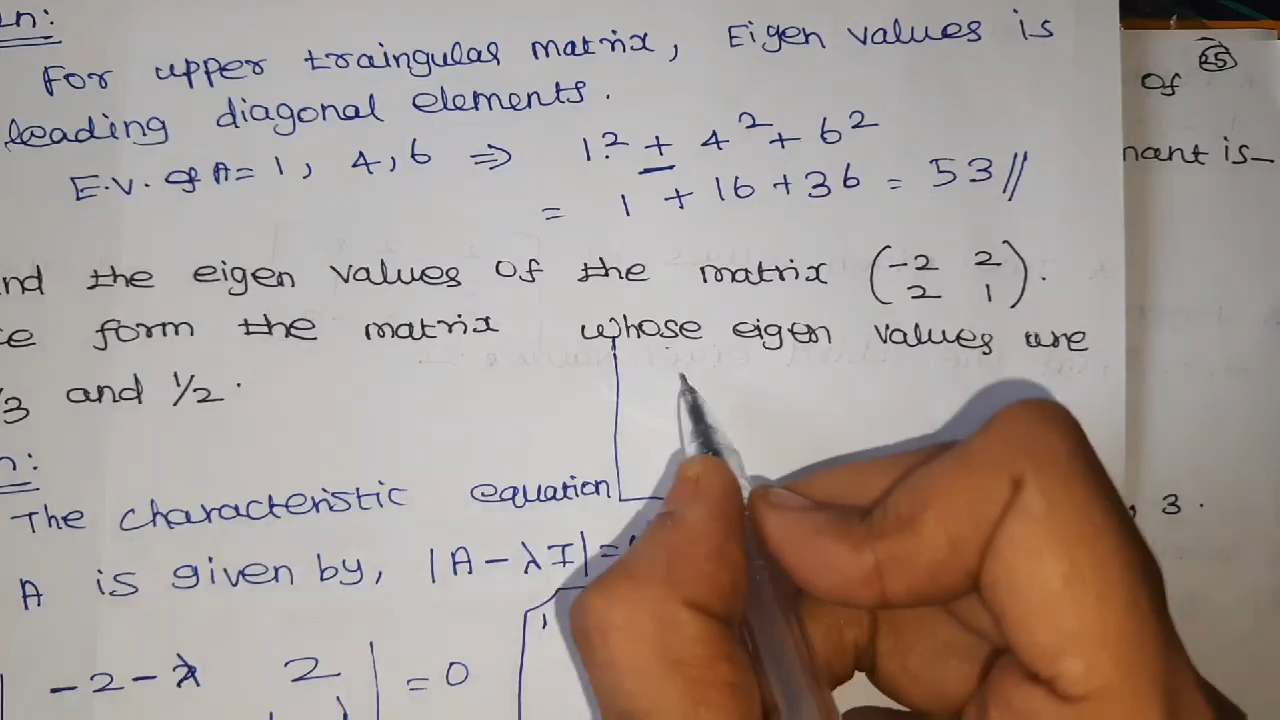 For upper traingular matrix, Eigen values is
leading diagonal elements.
E.V. of A = 1, 4, 6 ⇒ 1² + 4² + 6²
= 1 + 16 + 36 = 53 //
the eigen values of the matrix (-2 2
2 1).
form the matrix whose eigen values are
and 1/2.
The characteristic equation
A is given by, |A - λI| =
-2-λ 2 | = 0
25
of
is
3.